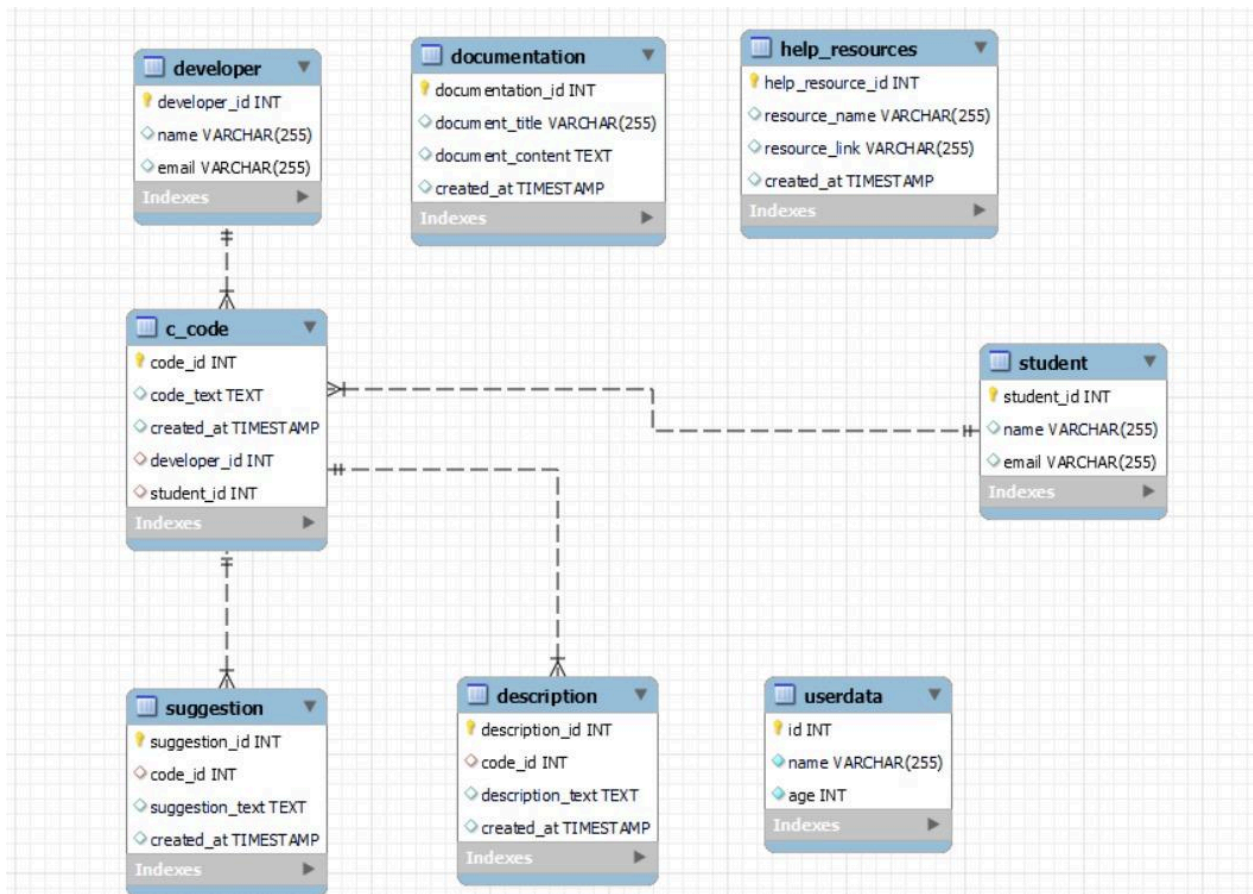 developer
developer_id INT
name VARCHAR(255)
email VARCHAR(255)
Indexes
documentation
documentation_id INT
document_title VARCHAR(255)
document_content TEXT
created_at TIMESTAMP
Indexes
help_resources
help_resource_id INT
resource_name VARCHAR(255)
resource_link VARCHAR(255)
created_at TIMESTAMP
Indexes
c_code
code_id INT
code_text TEXT
created_at TIMESTAMP
developer_id INT
student_id INT
Indexes
student
student_id INT
name VARCHAR(255)
email VARCHAR(255)
Indexes
suggestion
suggestion_id INT
code_id INT
suggestion_text TEXT
created_at TIMESTAMP
Indexes
description
description_id INT
code_id INT
description_text TEXT
created_at TIMESTAMP
Indexes
userdata
id INT
name VARCHAR(255)
age INT
Indexes